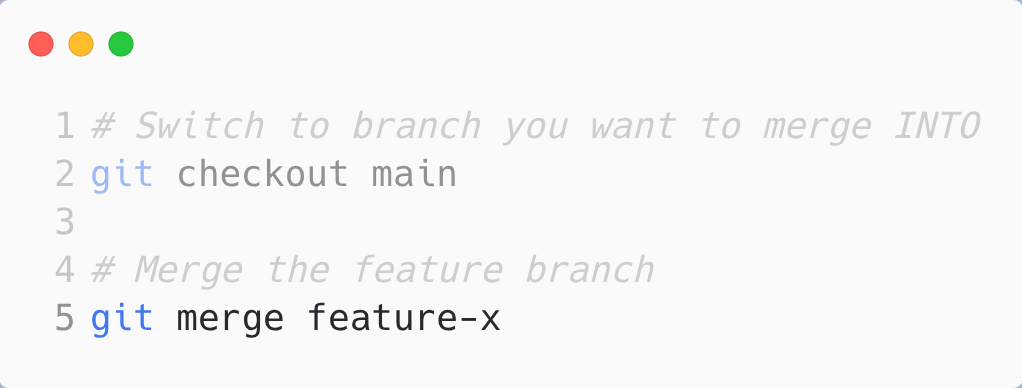 1 # Switch to branch you want to merge INTO
2 git checkout main
3
4 # Merge the feature branch
5 git merge feature-x